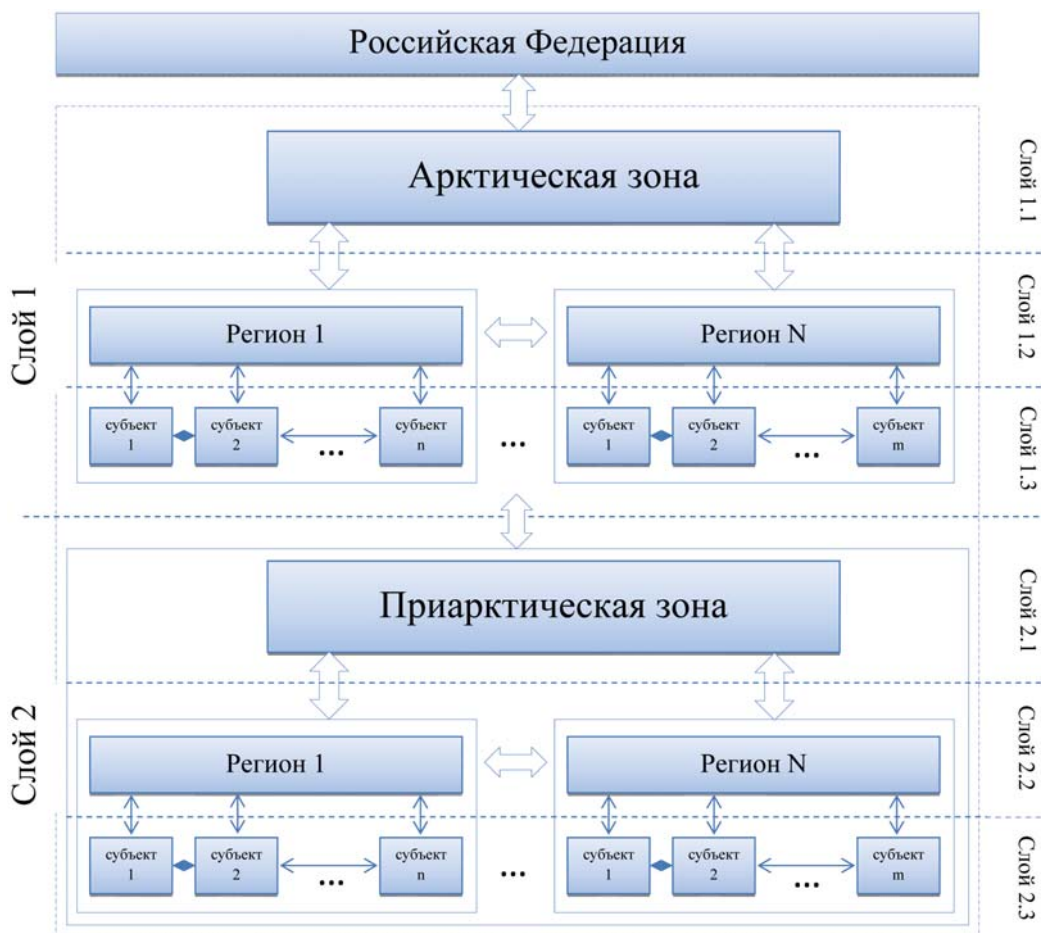 Российская Федерация
Арктическая зона
Слой 1.1
Слой 1
Регион 1
Регион N
Слой 1.2
субъект
1
субъект
2
...
субъект
n
...
субъект
1
субъект
2
...
субъект
m
Слой 1.3
Приарктическая зона
Слой 2.1
Слой 2
Регион 1
Регион N
Слой 2.2
субъект
1
субъект
2
...
субъект
n
...
субъект
1
субъект
2
...
субъект
m
Слой 2.3